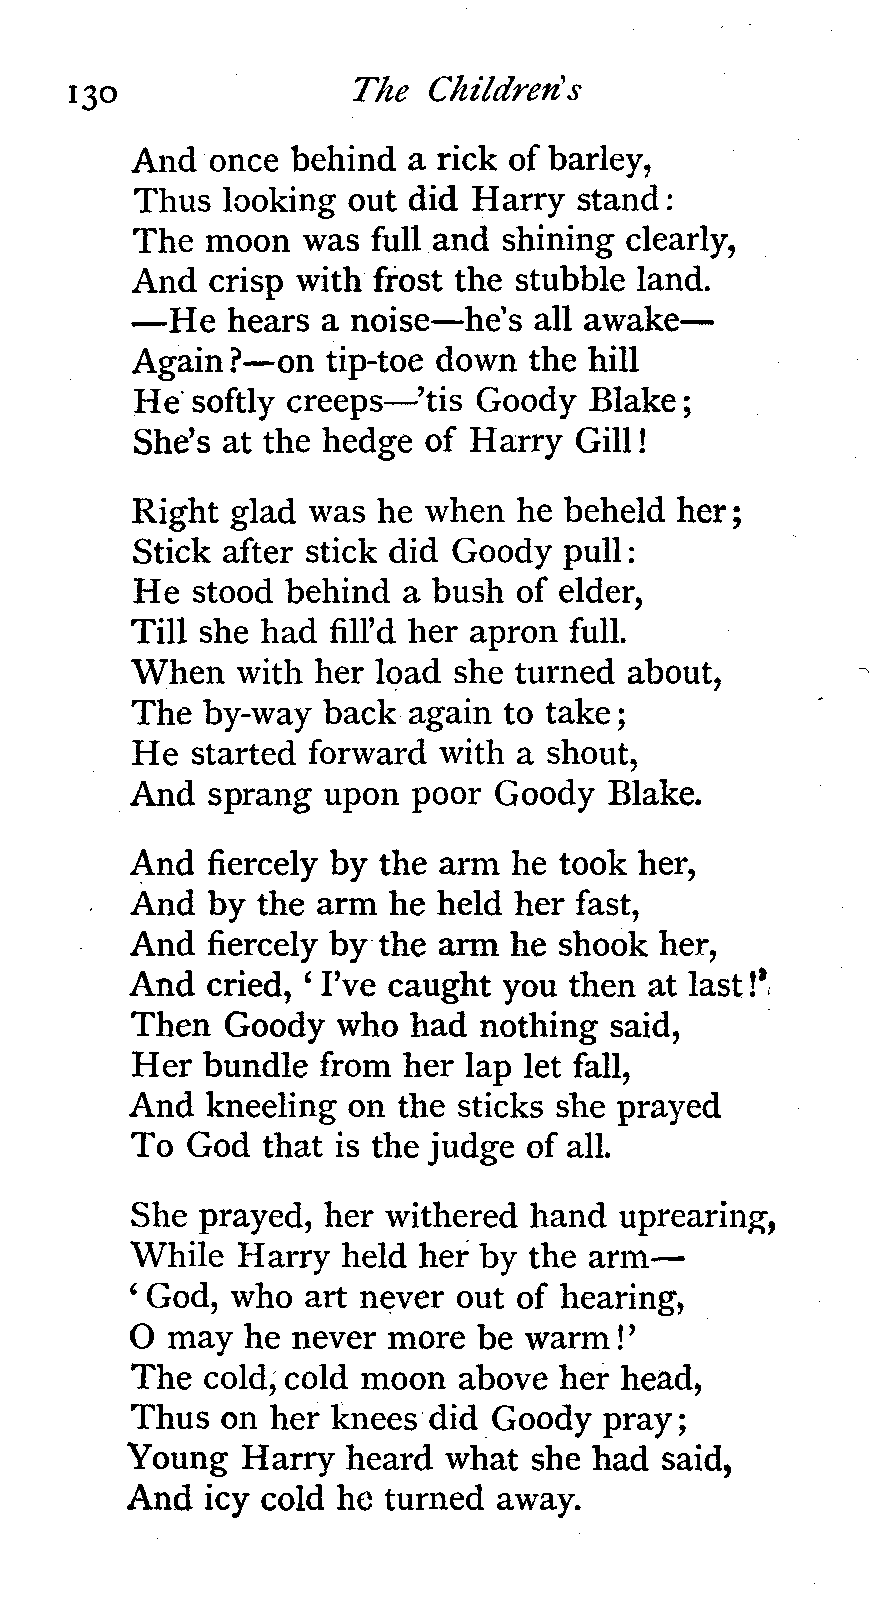 130 The Children's
And once behind a rick of barley,
Thus looking out did Harry stand:
The moon was full and shining clearly,
And crisp with frost the stubble land.
—He hears a noise—he's all awake—
Again?—on tip-toe down the hill
He softly creeps—'tis Goody Blake;
She's at the hedge of Harry Gill!

Right glad was he when he beheld her;
Stick after stick did Goody pull:
He stood behind a bush of elder,
Till she had fill'd her apron full.
When with her load she turned about,
The by-way back again to take;
He started forward with a shout,
And sprang upon poor Goody Blake.

And fiercely by the arm he took her,
And by the arm he held her fast,
And fiercely by the arm he shook her,
And cried, ‘I've caught you then at last!’
Then Goody who had nothing said,
Her bundle from her lap let fall,
And kneeling on the sticks she prayed
To God that is the judge of all.

She prayed, her withered hand uprearing,
While Harry held her by the arm—
‘God, who art never out of hearing,
O may he never more be warm!’
The cold, cold moon above her head,
Thus on her knees did Goody pray;
Young Harry heard what she had said,
And icy cold he turned away.